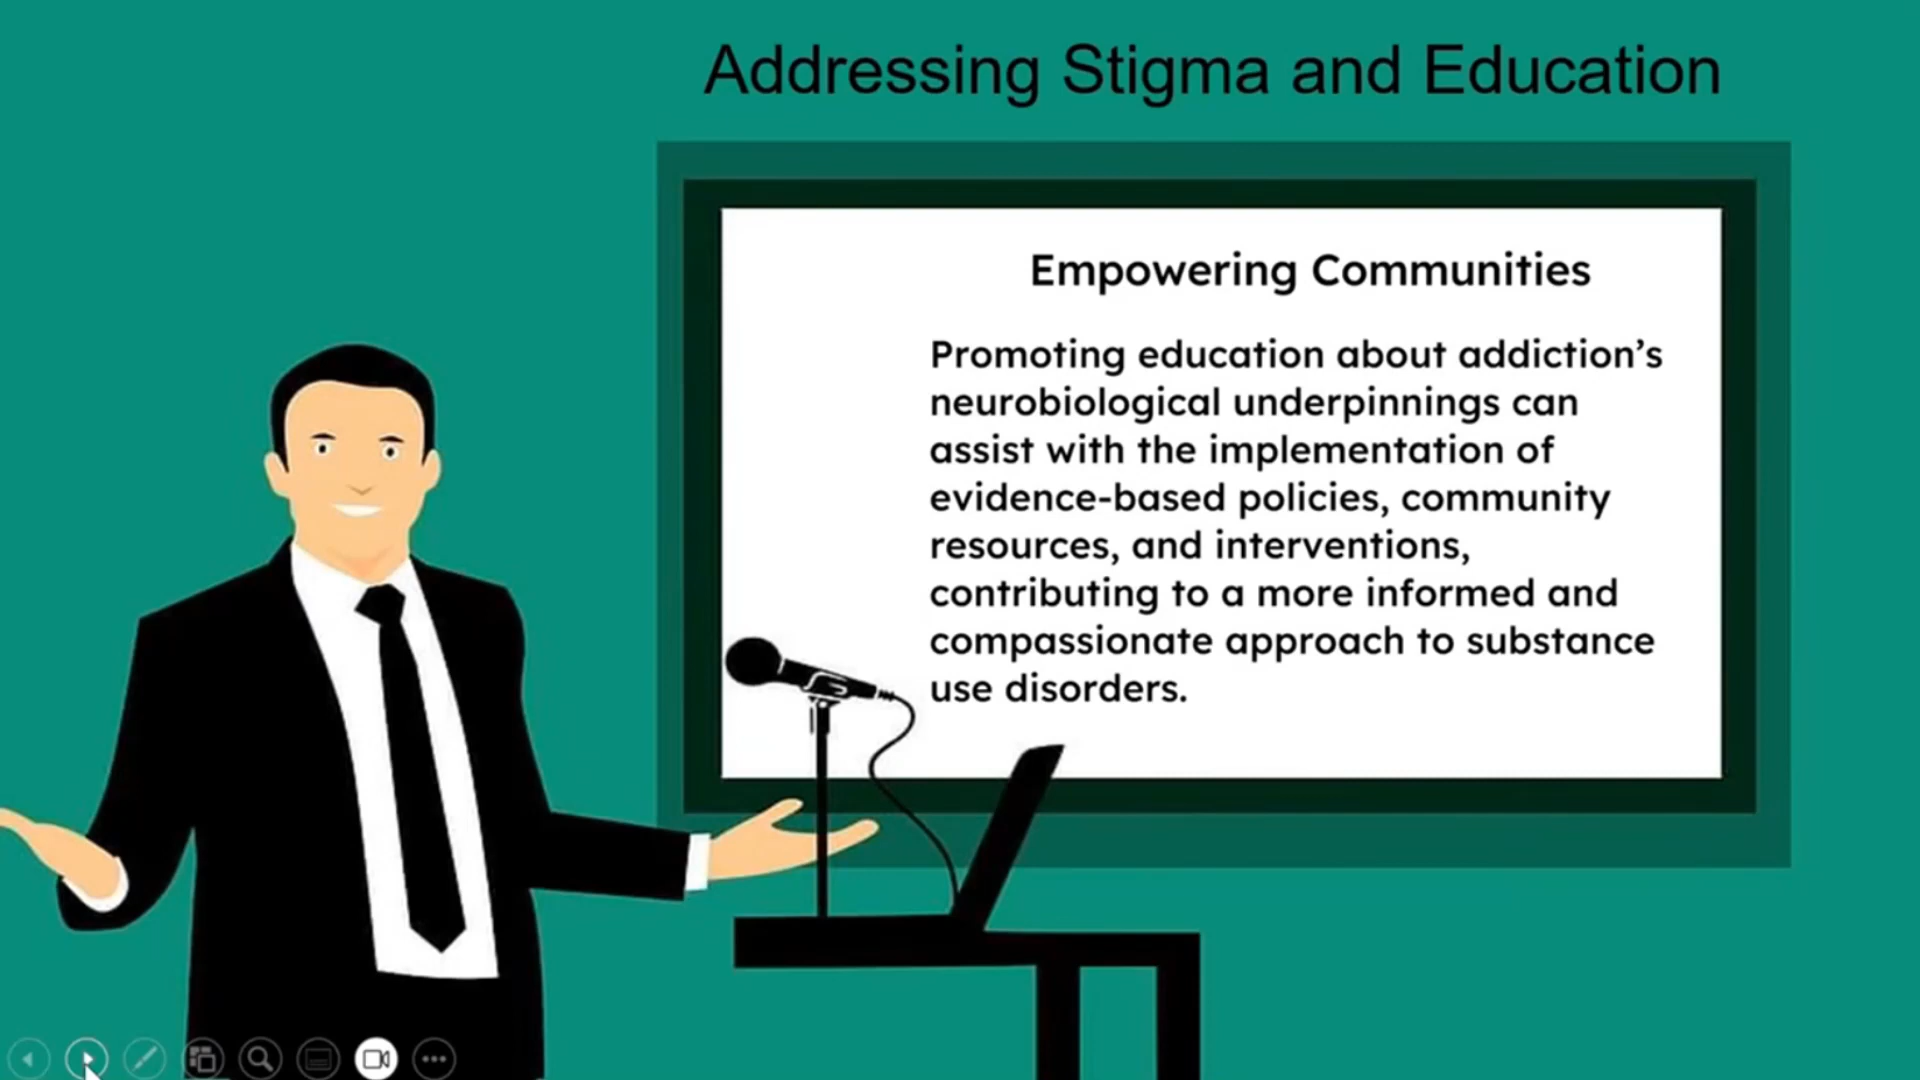 Addressing Stigma and Education
Empowering Communities
Promoting education about addiction’s
neurobiological underpinnings can
assist with the implementation of
evidence-based policies, community
resources, and interventions,
contributing to a more informed and
compassionate approach to substance
use disorders.